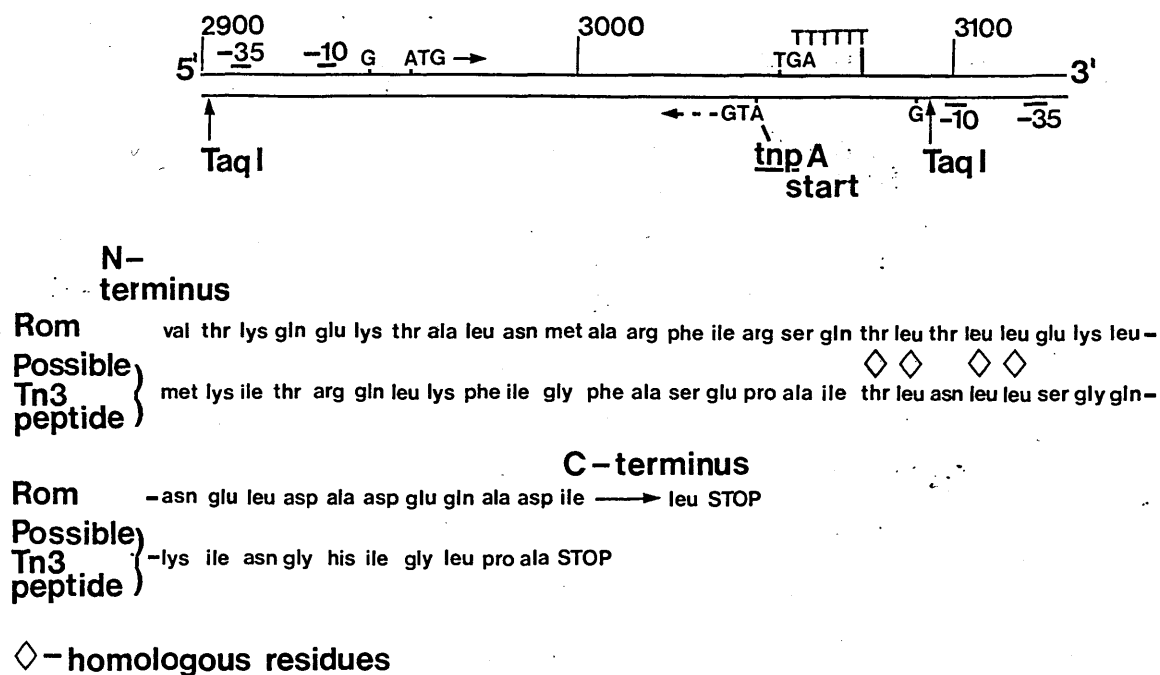 2900 3000 3100
-35 -10 G ATG → TGA TTTTTT
5' 3'
←---GTA G -10 -35
Taq I tnpA start Taq I
N-
terminus
Rom val thr lys gln glu lys thr ala leu asn met ala arg phe ile arg ser gln thr leu thr leu leu glu lys leu-
◇ ◇ ◇ ◇
Possible
Tn3
peptide
met lys ile thr arg gln leu lys phe ile gly phe ala ser glu pro ala ile thr leu asn leu leu ser gly gln-
C-terminus
Rom -asn glu leu asp ala asp glu gln ala asp ile → leu STOP
Possible
Tn3
peptide
-lys ile asn gly his ile gly leu pro ala STOP
◇-homologous residues